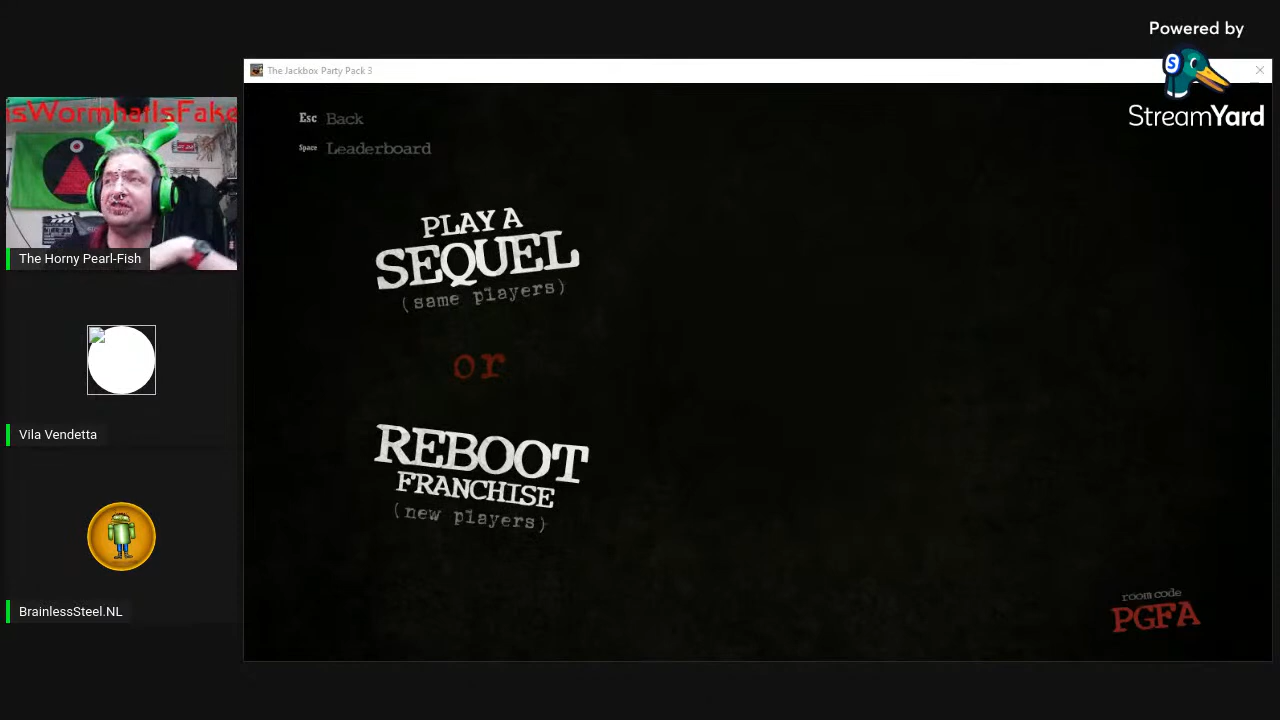 Powered by
StreamYard
The Jackbox Party Pack 3
isWormhatIsFake
The Horny Pearl-Fish
Vila Vendetta
BrainlessSteel.NL
Esc Back
Space Leaderboard
PLAY A
SEQUEL
(same players)
or
REBOOT
FRANCHISE
(new players)
room code
PGFA